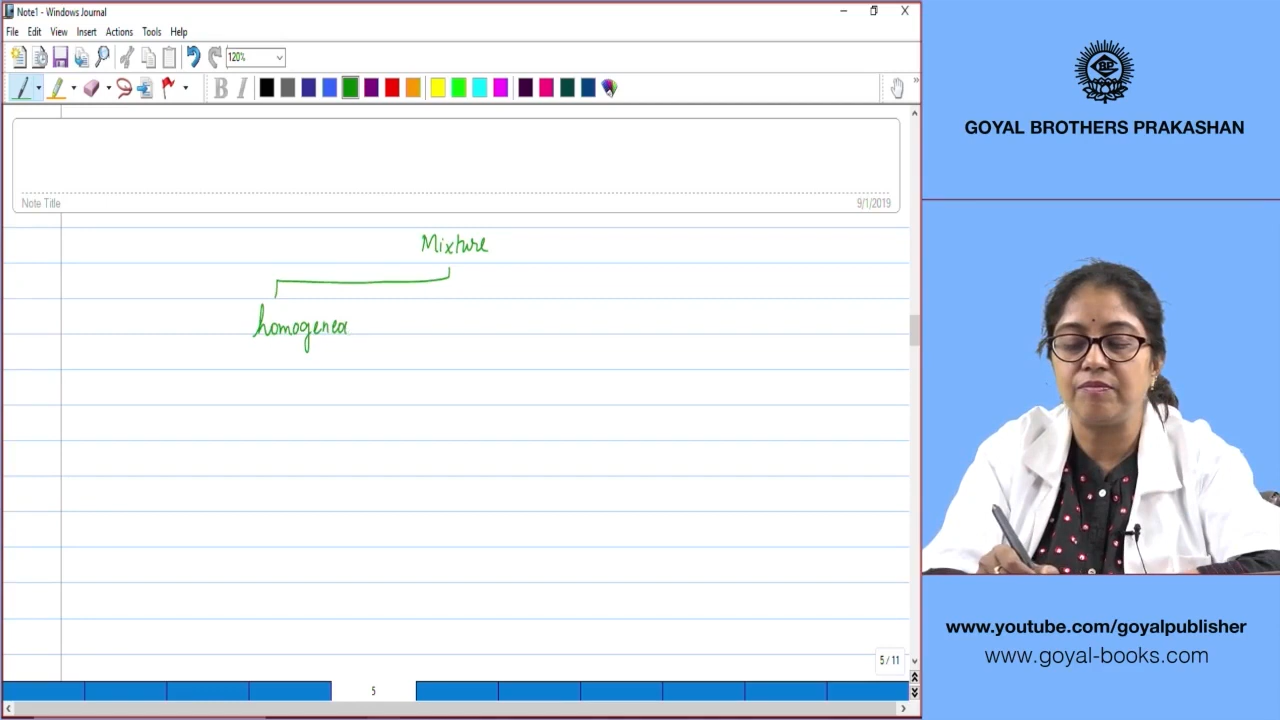 Note1 - Windows Journal
File Edit View Insert Actions Tools Help
120%
B I
Note Title
9/1/2019
Mixture
homogenea
5 / 11
5
GOYAL BROTHERS PRAKASHAN
www.youtube.com/goyalpublisher
www.goyal-books.com